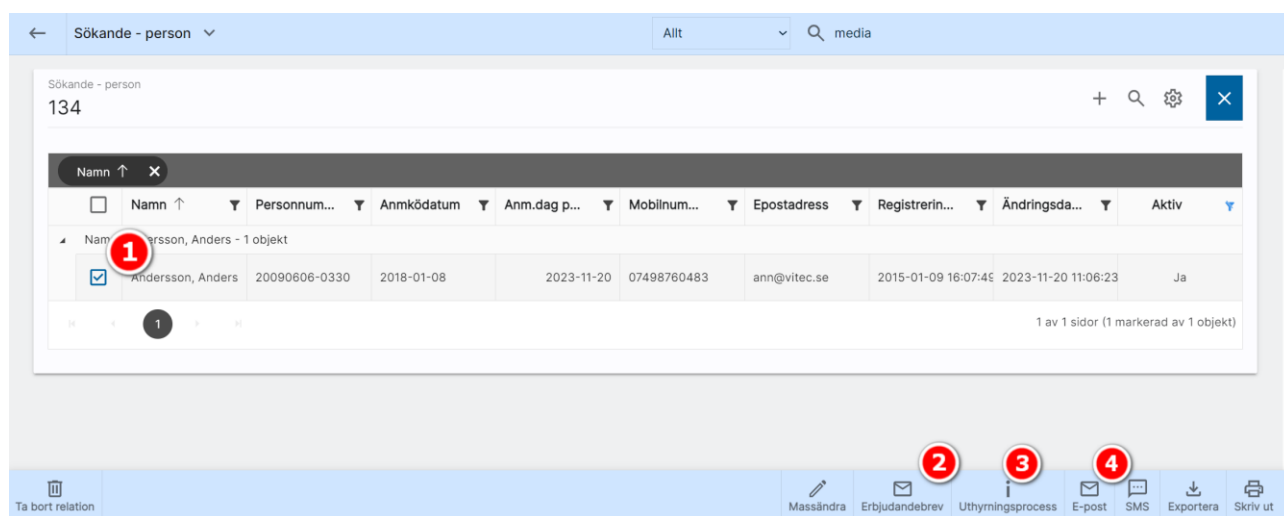 Sökande - person
Allt
media
Sökande - person
134
Namn
Namn Personnum... Anmködatum Anm.dag p... Mobilnum... Epostadress Registrerin... Ändringsda... Aktiv
1
Andersson, Anders - 1 objekt
Andersson, Anders 20090606-0330 2018-01-08 2023-11-20 07498760483 ann@vitec.se 2015-01-09 16:07:49 2023-11-20 11:06:23 Ja
1 1 av 1 sidor (1 markerad av 1 objekt)
2 3 4
Ta bort relation Massändra Erbjudandebrev Uthyrningsprocess E-post SMS Exportera Skriv ut